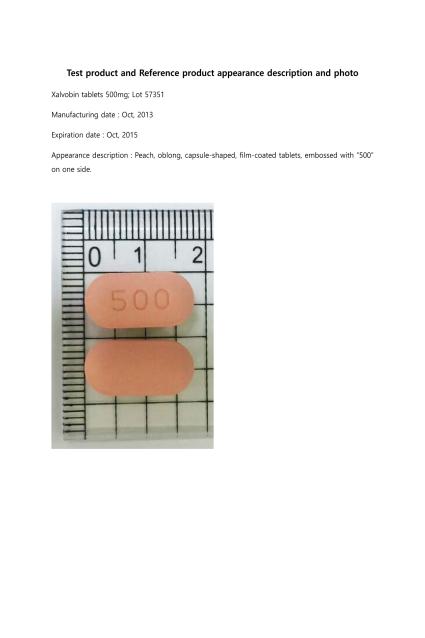 Test product and Reference product appearance description and photo
Xalvobin tablets 500mg; Lot 57351
Manufacturing date : Oct, 2013
Expiration date : Oct, 2015
Appearance description : Peach, oblong, capsule-shaped, film-coated tablets, embossed with "500"
on one side.
0 1 2
500